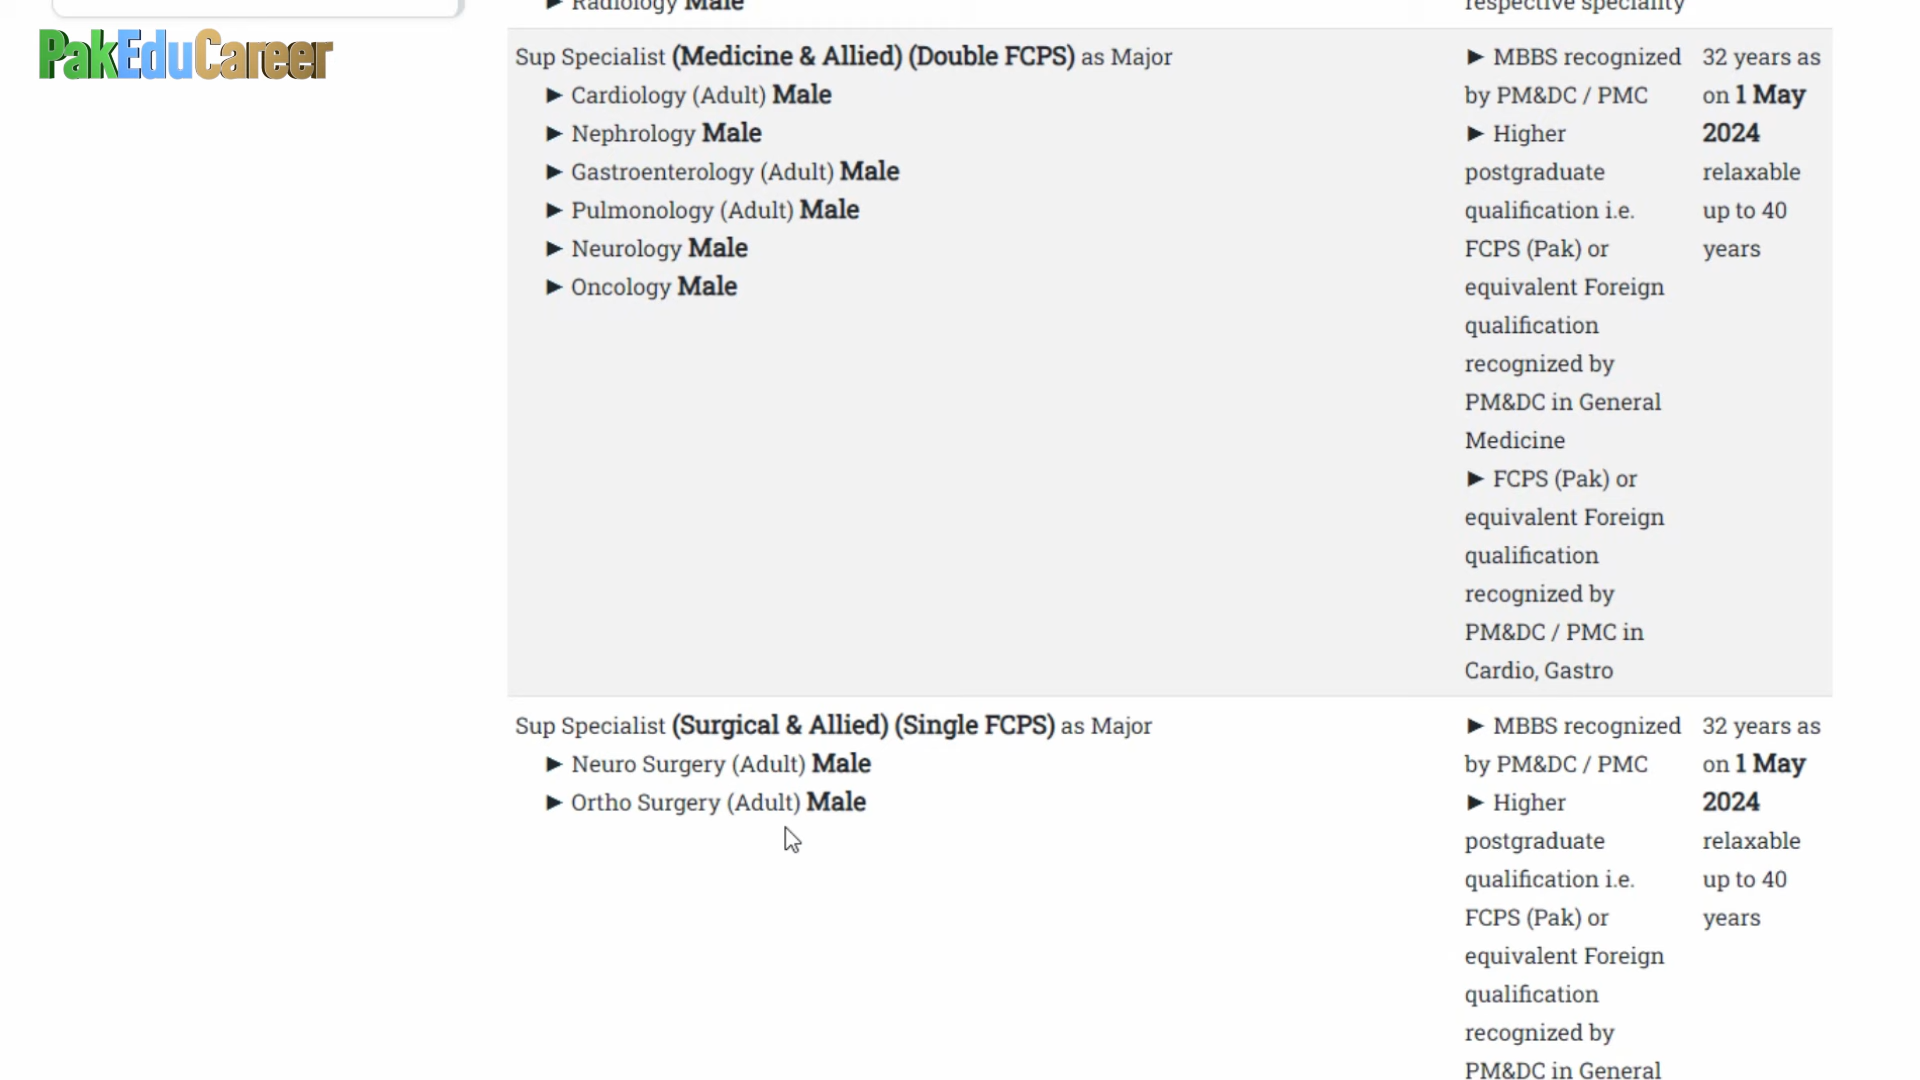 ▶ Radiology Male
respective speciality
PakEduCareer
Sup Specialist (Medicine & Allied) (Double FCPS) as Major
▶ Cardiology (Adult) Male
▶ Nephrology Male
▶ Gastroenterology (Adult) Male
▶ Pulmonology (Adult) Male
▶ Neurology Male
▶ Oncology Male
▶ MBBS recognized
by PM&DC / PMC
▶ Higher
postgraduate
qualification i.e.
FCPS (Pak) or
equivalent Foreign
qualification
recognized by
PM&DC in General
Medicine
▶ FCPS (Pak) or
equivalent Foreign
qualification
recognized by
PM&DC / PMC in
Cardio, Gastro
32 years as
on 1 May
2024
relaxable
up to 40
years
Sup Specialist (Surgical & Allied) (Single FCPS) as Major
▶ Neuro Surgery (Adult) Male
▶ Ortho Surgery (Adult) Male
▶ MBBS recognized
by PM&DC / PMC
▶ Higher
postgraduate
qualification i.e.
FCPS (Pak) or
equivalent Foreign
qualification
recognized by
PM&DC in General
32 years as
on 1 May
2024
relaxable
up to 40
years